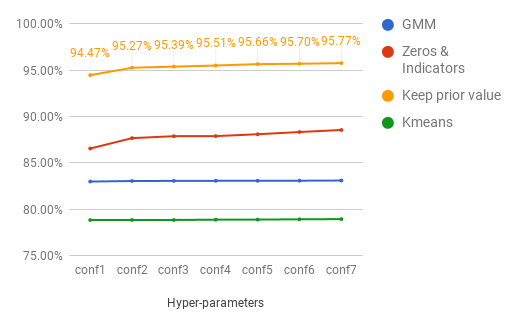 100.00%
95.00%
90.00%
85.00%
80.00%
75.00%
94.47% 95.27% 95.39% 95.51% 95.66% 95.70% 95.77%
conf1 conf2 conf3 conf4 conf5 conf6 conf7
Hyper-parameters
GMM
Zeros &
Indicators
Keep prior value
Kmeans